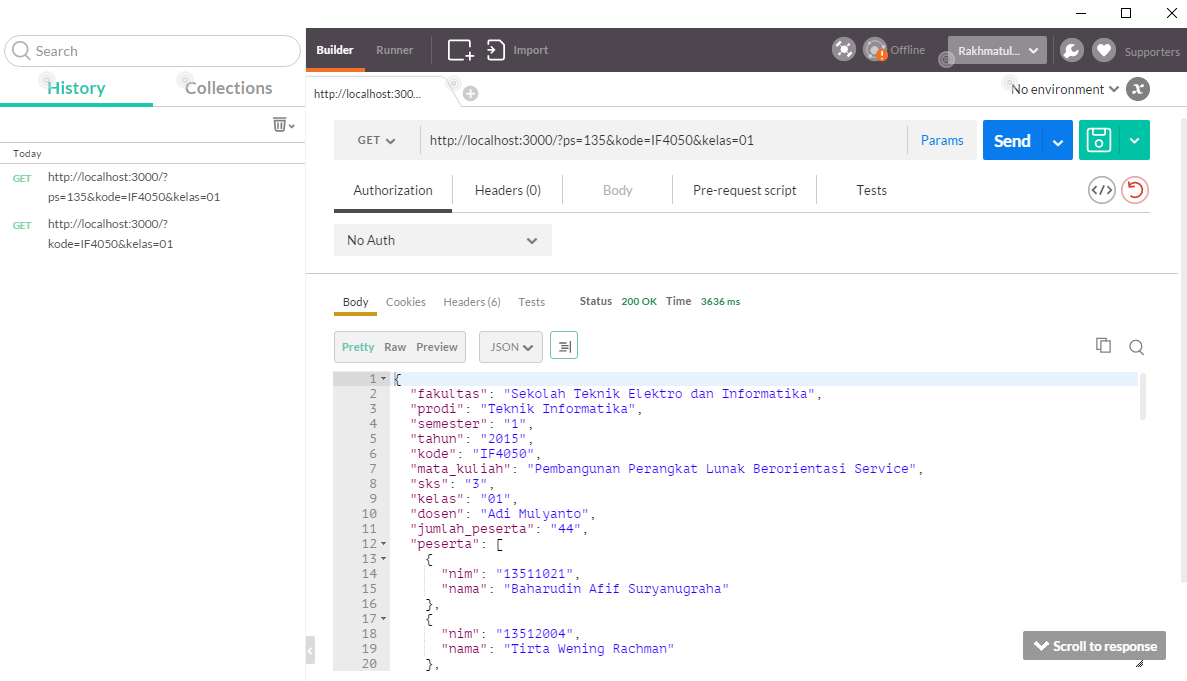 Search
History
Collections
Today
GET
http://localhost:3000/?
ps=135&kode=IF4050&kelas=01
GET
http://localhost:3000/?
kode=IF4050&kelas=01
Builder
Runner
Import
Offline
Rakhmatul...
Supporters
http://localhost:300...
No environment
GET
http://localhost:3000/?ps=135&kode=IF4050&kelas=01
Params
Send
Authorization
Headers (0)
Body
Pre-request script
Tests
No Auth
Body
Cookies
Headers (6)
Tests
Status 200 OK Time 3636 ms
Pretty Raw Preview
JSON
1 {
2 "fakultas": "Sekolah Teknik Elektro dan Informatika",
3 "prodi": "Teknik Informatika",
4 "semester": "1",
5 "tahun": "2015",
6 "kode": "IF4050",
7 "mata_kuliah": "Pembangunan Perangkat Lunak Berorientasi Service",
8 "sks": "3",
9 "kelas": "01",
10 "dosen": "Adi Mulyanto",
11 "jumlah_peserta": "44",
12 "peserta": [
13 {
14 "nim": "13511021",
15 "nama": "Baharudin Afif Suryanugraha"
16 },
17 {
18 "nim": "13512004",
19 "nama": "Tirta Wening Rachman"
20 },
Scroll to response